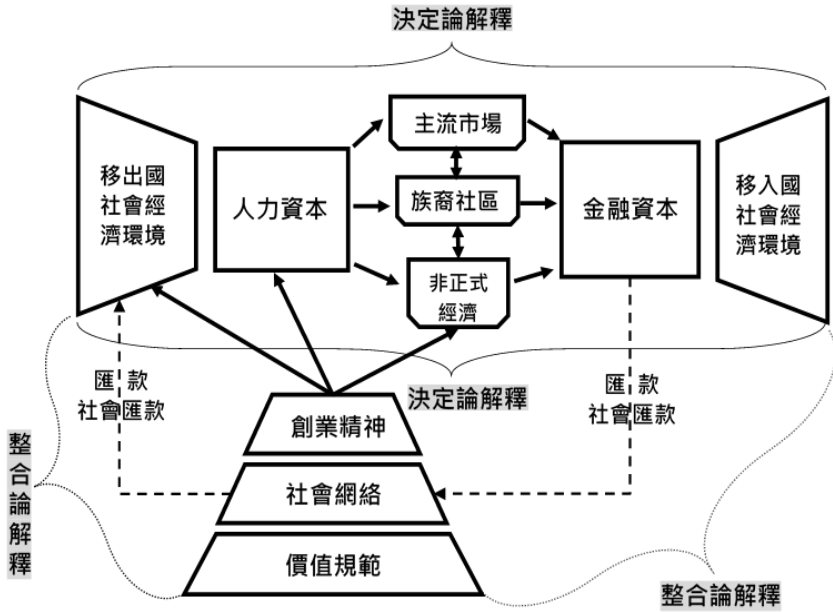 決定論解釋
主流市場
移出國
社會經
濟環境
人力資本
族裔社區
金融資本
移入國
社會經
濟環境
非正式
經濟
匯 款
社會匯款
決定論解釋
匯 款
社會匯款
創業精神
整合論解釋
社會網絡
價值規範
整合論解釋